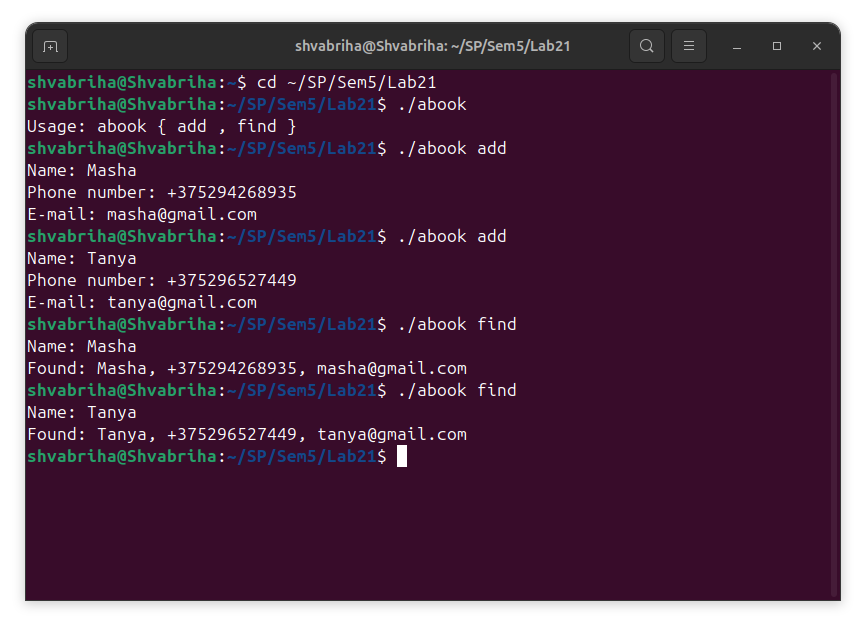 shvabriha@Shvabriha: ~/SP/Sem5/Lab21
shvabriha@Shvabriha:~$ cd ~/SP/Sem5/Lab21
shvabriha@Shvabriha:~/SP/Sem5/Lab21$ ./abook
Usage: abook { add , find }
shvabriha@Shvabriha:~/SP/Sem5/Lab21$ ./abook add
Name: Masha
Phone number: +375294268935
E-mail: masha@gmail.com
shvabriha@Shvabriha:~/SP/Sem5/Lab21$ ./abook add
Name: Tanya
Phone number: +375296527449
E-mail: tanya@gmail.com
shvabriha@Shvabriha:~/SP/Sem5/Lab21$ ./abook find
Name: Masha
Found: Masha, +375294268935, masha@gmail.com
shvabriha@Shvabriha:~/SP/Sem5/Lab21$ ./abook find
Name: Tanya
Found: Tanya, +375296527449, tanya@gmail.com
shvabriha@Shvabriha:~/SP/Sem5/Lab21$